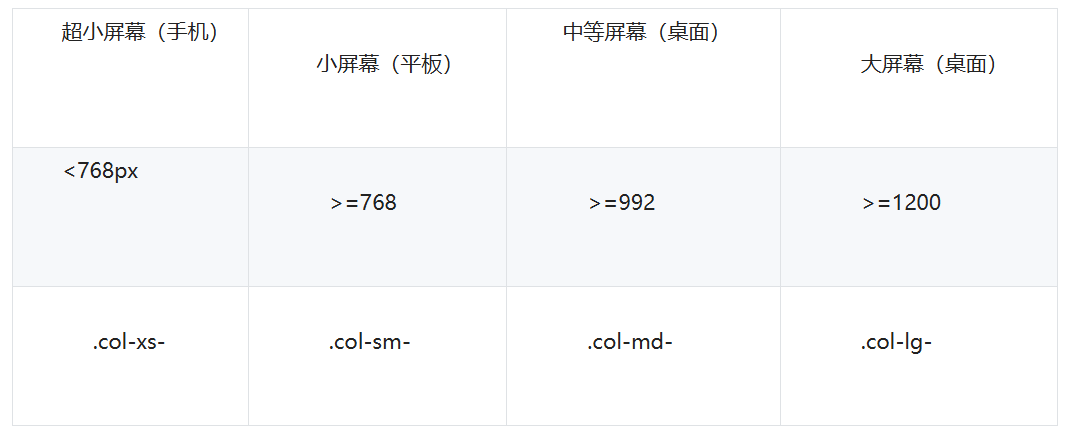 超小屏幕（手机）
小屏幕（平板）
中等屏幕（桌面）
大屏幕（桌面）
<768px
>=768
>=992
>=1200
.col-xs-
.col-sm-
.col-md-
.col-lg-